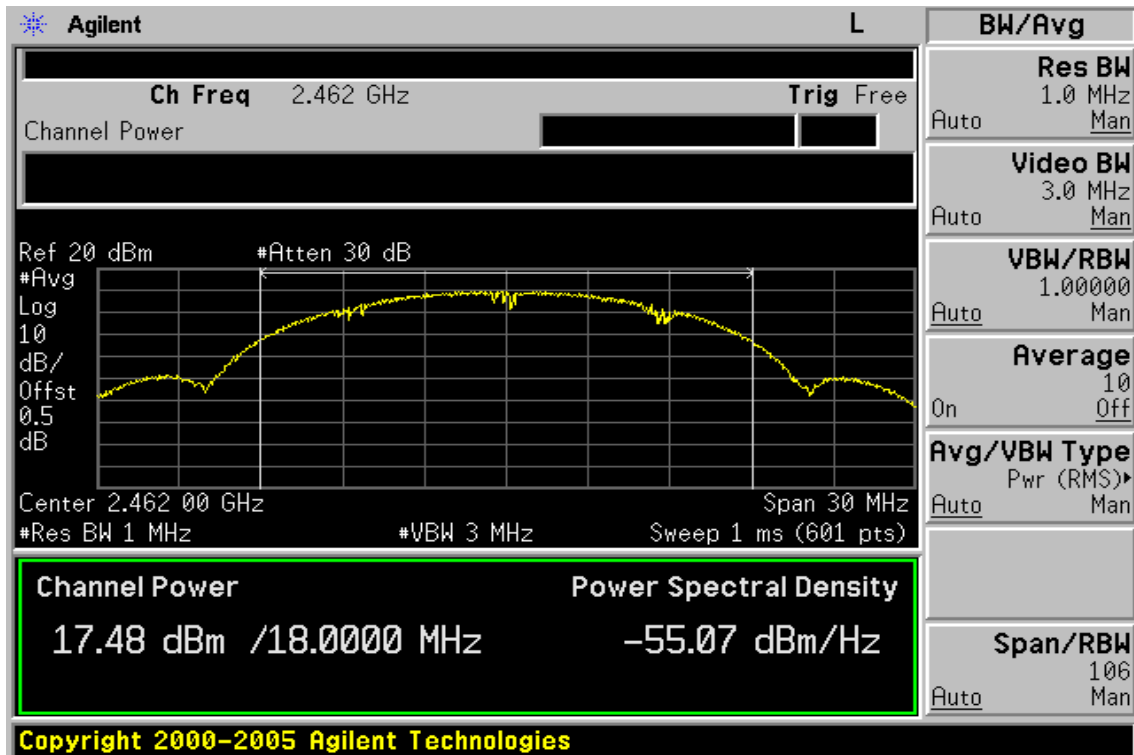 Agilent L
Ch Freq 2.462 GHz Trig Free
Channel Power
Ref 20 dBm #Atten 30 dB
#Avg
Log
10
dB/
Offst
0.5
dB
Center 2.462 00 GHz Span 30 MHz
#Res BW 1 MHz #VBW 3 MHz Sweep 1 ms (601 pts)
Channel Power Power Spectral Density
17.48 dBm /18.0000 MHz -55.07 dBm/Hz
Copyright 2000-2005 Agilent Technologies
BW/Avg
Res BW
1.0 MHz
Auto Man
Video BW
3.0 MHz
Auto Man
VBW/RBW
1.00000
Auto Man
Average
10
On Off
Avg/VBW Type
Pwr (RMS)▸
Auto Man
Span/RBW
106
Auto Man